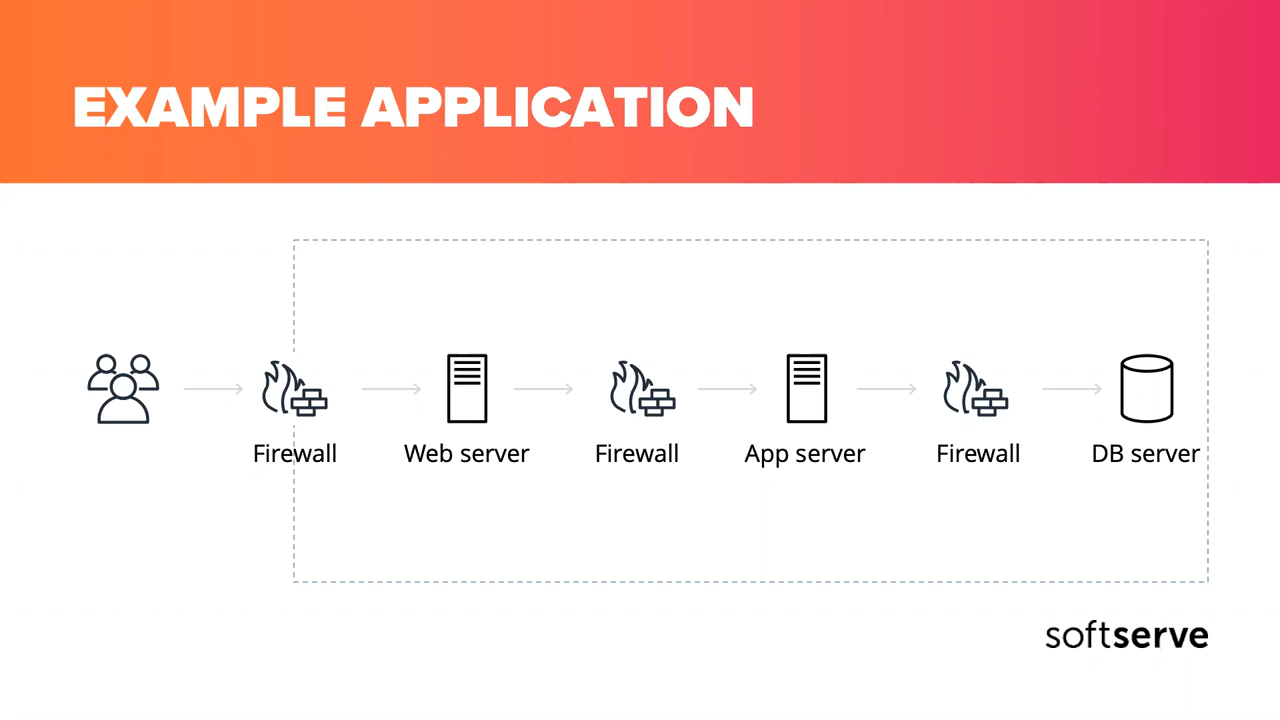 EXAMPLE APPLICATION
Firewall Web server Firewall App server Firewall DB server
softserve